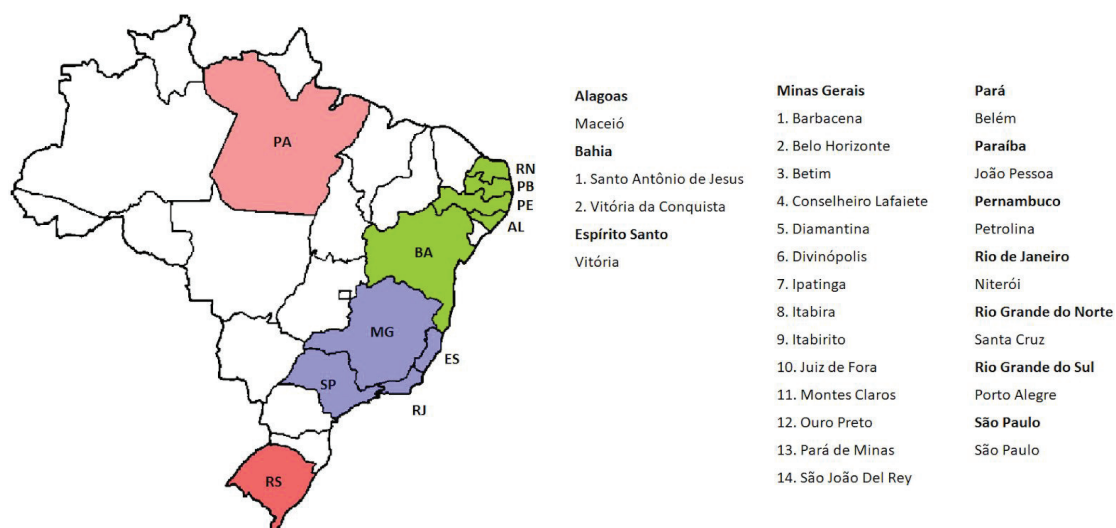 PA
RN
PB
PE
AL
BA
MG
ES
SP
RJ
RS
Alagoas
Maceió
Bahia
1. Santo Antônio de Jesus
2. Vitória da Conquista
Espírito Santo
Vitória
Minas Gerais
1. Barbacena
2. Belo Horizonte
3. Betim
4. Conselheiro Lafaiete
5. Diamantina
6. Divinópolis
7. Ipatinga
8. Itabira
9. Itabirito
10. Juiz de Fora
11. Montes Claros
12. Ouro Preto
13. Pará de Minas
14. São João Del Rey
Pará
Belém
Paraíba
João Pessoa
Pernambuco
Petrolina
Rio de Janeiro
Niterói
Rio Grande do Norte
Santa Cruz
Rio Grande do Sul
Porto Alegre
São Paulo
São Paulo